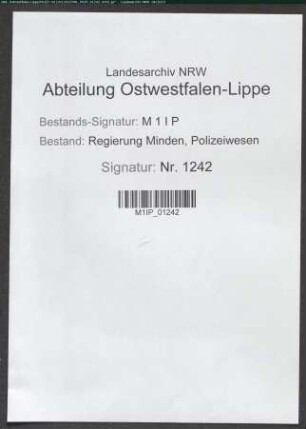 Landesarchiv NRW
Abteilung Ostwestfalen-Lippe
Bestands-Signatur: M 1 I P
Bestand: Regierung Minden, Polizeiwesen
Signatur: Nr. 1242
M1IP_01242